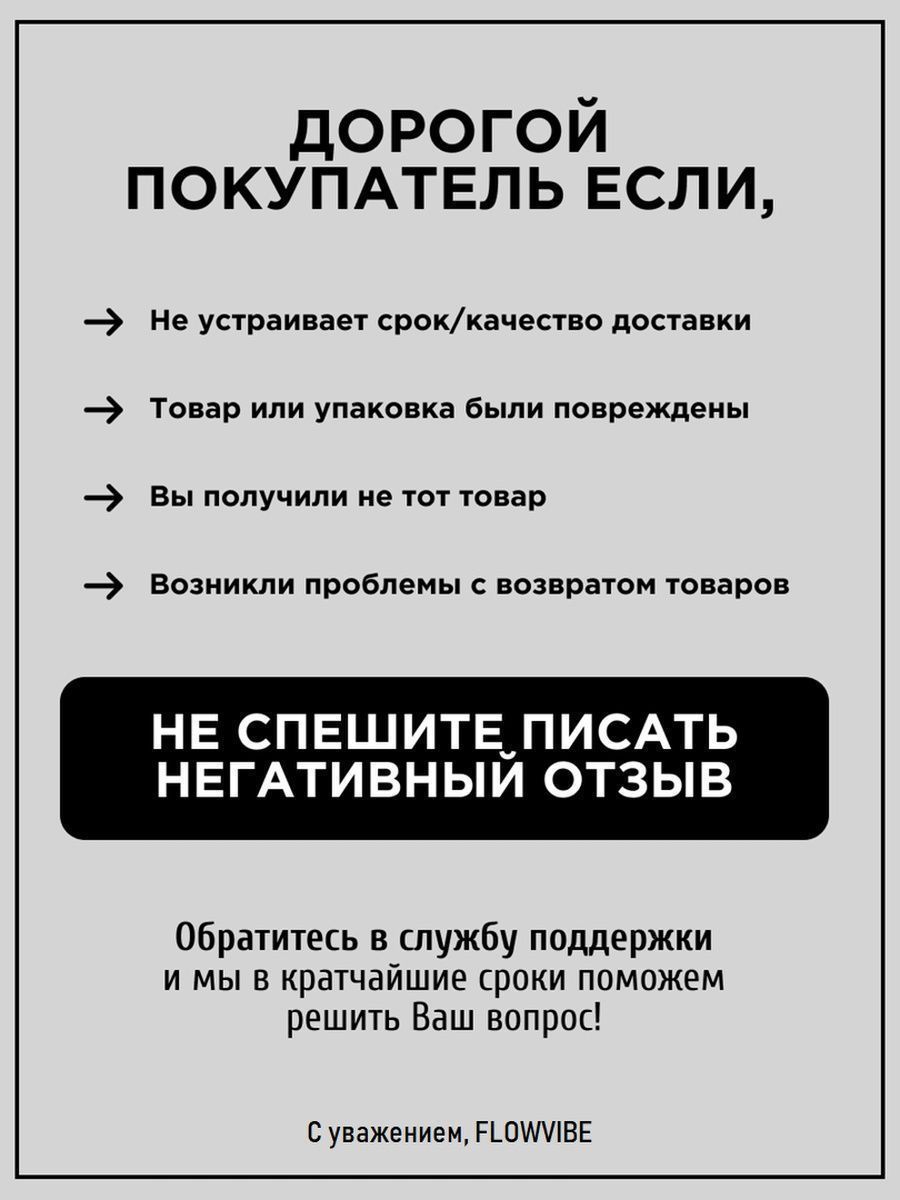 ДОРОГОЙ
ПОКУПАТЕЛЬ ЕСЛИ,
Не устраивает срок/качество доставки
Товар или упаковка были повреждены
Вы получили не тот товар
Возникли проблемы с возвратом товаров
НЕ СПЕШИТЕ ПИСАТЬ
НЕГАТИВНЫЙ ОТЗЫВ
Обратитесь в службу поддержки
и мы в кратчайшие сроки поможем
решить Ваш вопрос!
С уважением, FLOWVIBE